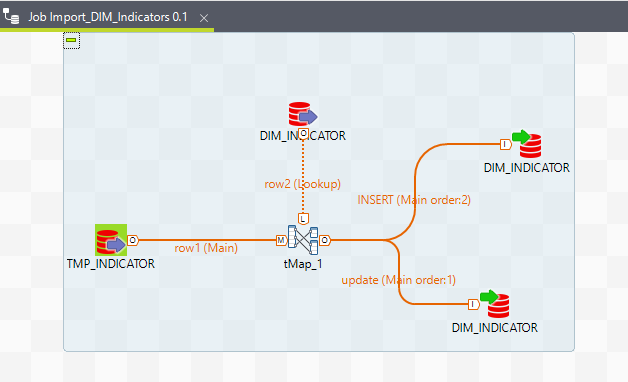 Job Import_DIM_Indicators 0.1
DIM_INDICATOR
O
row2 (Lookup)
L
I
DIM_INDICATOR
INSERT (Main order:2)
TMP_INDICATOR
O
row1 (Main)
M
O
tMap_1
update (Main order:1)
I
DIM_INDICATOR